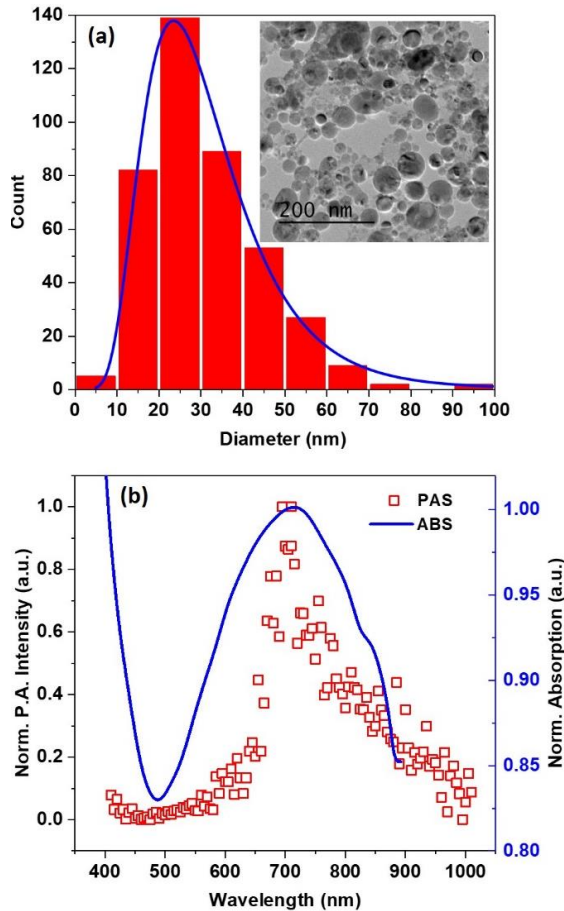 (a)
140
120
100
80
60
40
20
0
Count
200 nm
0 10 20 30 40 50 60 70 80 90 100
Diameter (nm)
(b)
PAS
ABS
1.0
0.8
0.6
0.4
0.2
0.0
Norm. P.A. Intensity (a.u.)
1.00
0.95
0.90
0.85
0.80
Norm. Absorption (a.u.)
400 500 600 700 800 900 1000
Wavelength (nm)